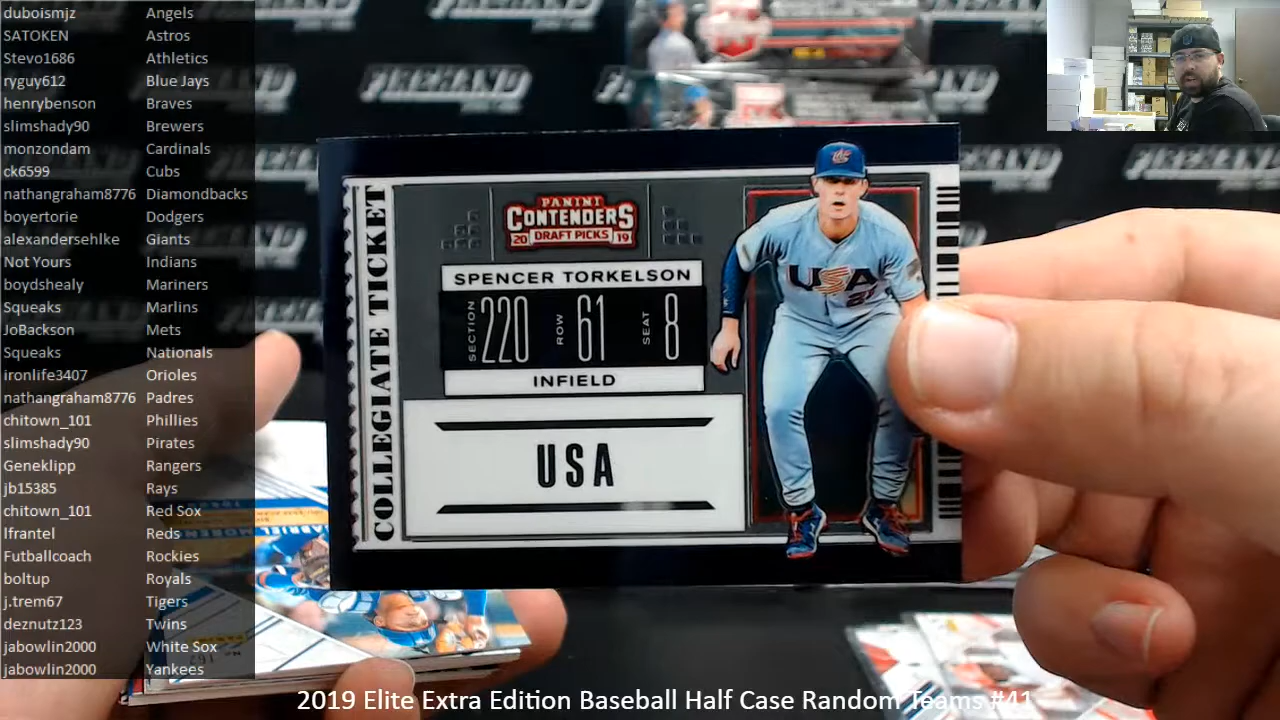 duboismjz Angels
SATOKEN Astros
Stevo1686 Athletics
ryguy612 Blue Jays
henrybenson Braves
slimshady90 Brewers
monzondam Cardinals
ck6599 Cubs
nathangraham8776 Diamondbacks
boyertorie Dodgers
alexandersehlke Giants
Not Yours Indians
boydshealy Mariners
Squeaks Marlins
JoBackson Mets
Squeaks Nationals
ironlife3407 Orioles
nathangraham8776 Padres
chitown_101 Phillies
slimshady90 Pirates
Geneklipp Rangers
jb15385 Rays
chitown_101 Red Sox
lfrantel Reds
Futballcoach Rockies
boltup Royals
j.trem67 Tigers
deznutz123 Twins
jabowlin2000 White Sox
jabowlin2000 Yankees
COLLEGIATE TICKET
PANINI
CONTENDERS
20 DRAFT PICKS 19
SPENCER TORKELSON
SECTION 220 ROW 61 SEAT 8
INFIELD
USA
USA
FIREHAND
FIREHAND
2019 Elite Extra Edition Baseball Half Case Random Teams #41